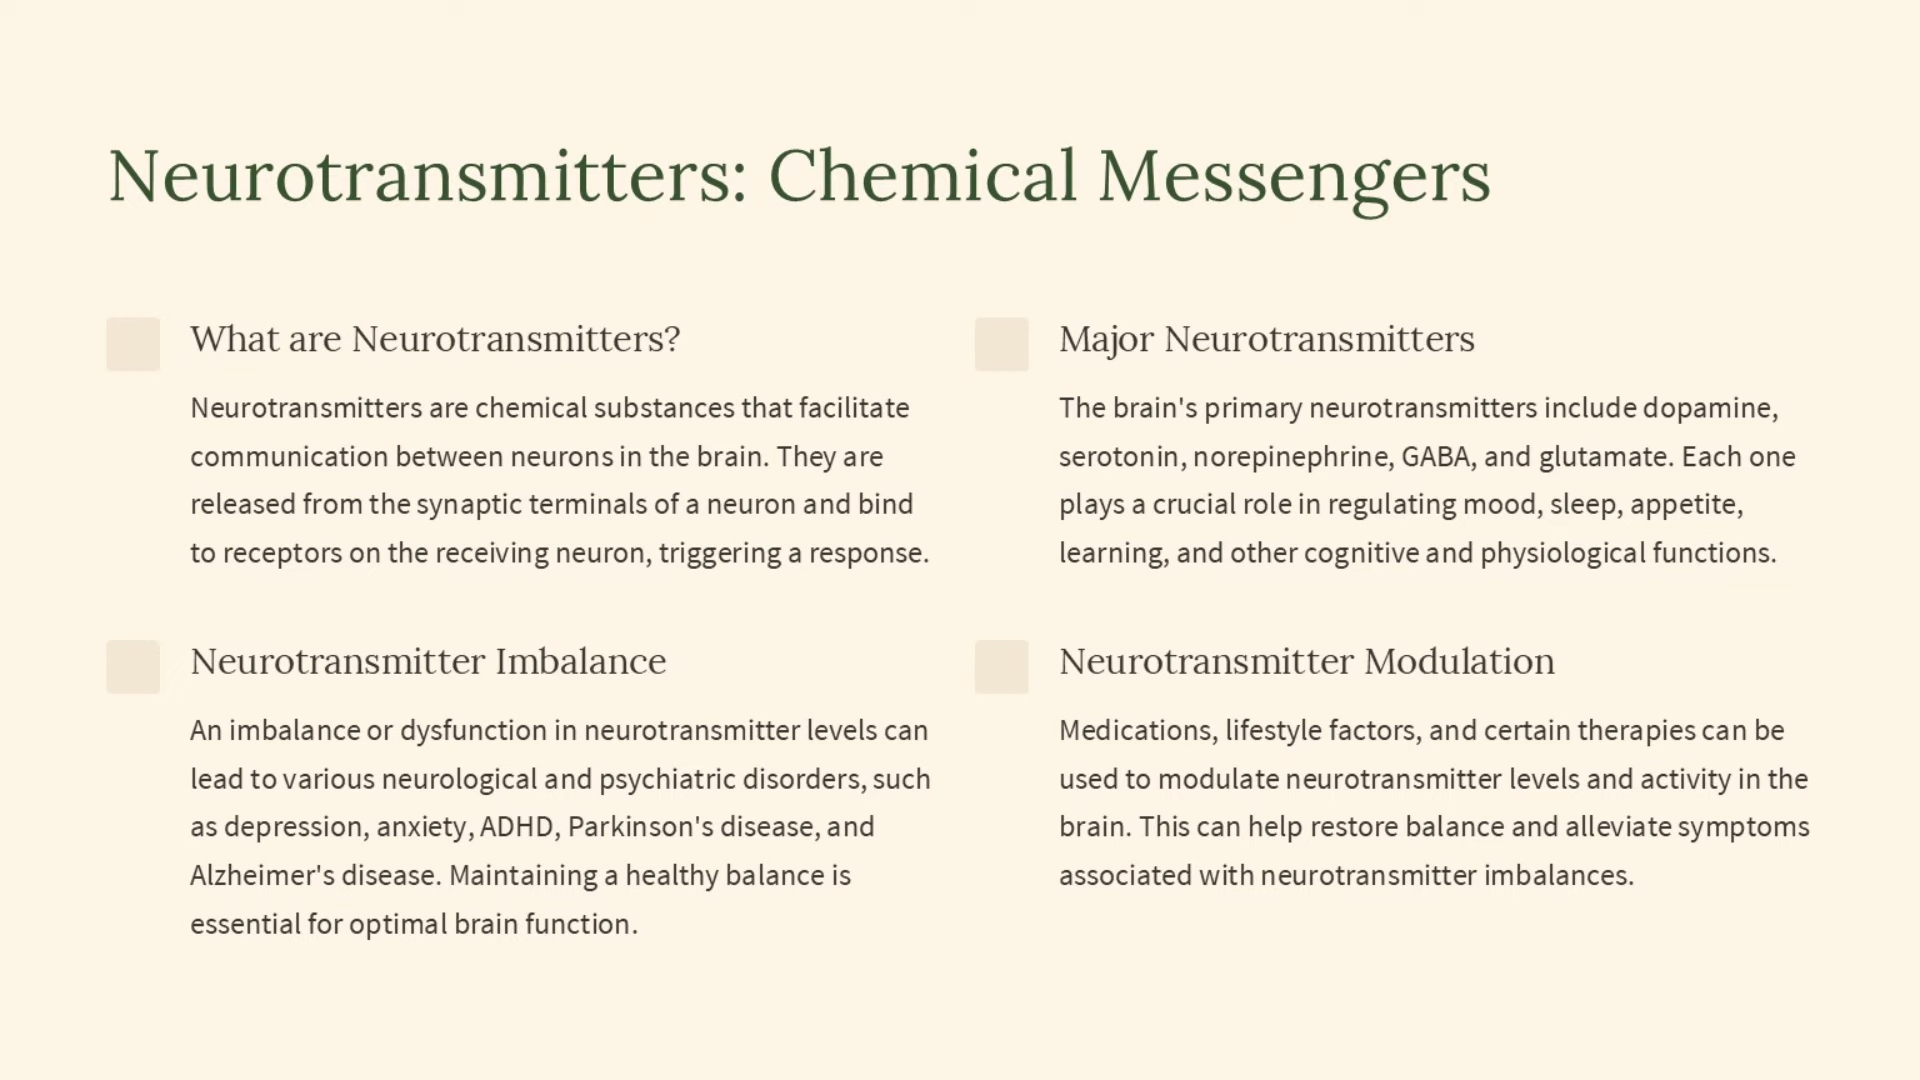 Neurotransmitters: Chemical Messengers
What are Neurotransmitters?
Neurotransmitters are chemical substances that facilitate
communication between neurons in the brain. They are
released from the synaptic terminals of a neuron and bind
to receptors on the receiving neuron, triggering a response.
Major Neurotransmitters
The brain's primary neurotransmitters include dopamine,
serotonin, norepinephrine, GABA, and glutamate. Each one
plays a crucial role in regulating mood, sleep, appetite,
learning, and other cognitive and physiological functions.
Neurotransmitter Imbalance
An imbalance or dysfunction in neurotransmitter levels can
lead to various neurological and psychiatric disorders, such
as depression, anxiety, ADHD, Parkinson's disease, and
Alzheimer's disease. Maintaining a healthy balance is
essential for optimal brain function.
Neurotransmitter Modulation
Medications, lifestyle factors, and certain therapies can be
used to modulate neurotransmitter levels and activity in the
brain. This can help restore balance and alleviate symptoms
associated with neurotransmitter imbalances.